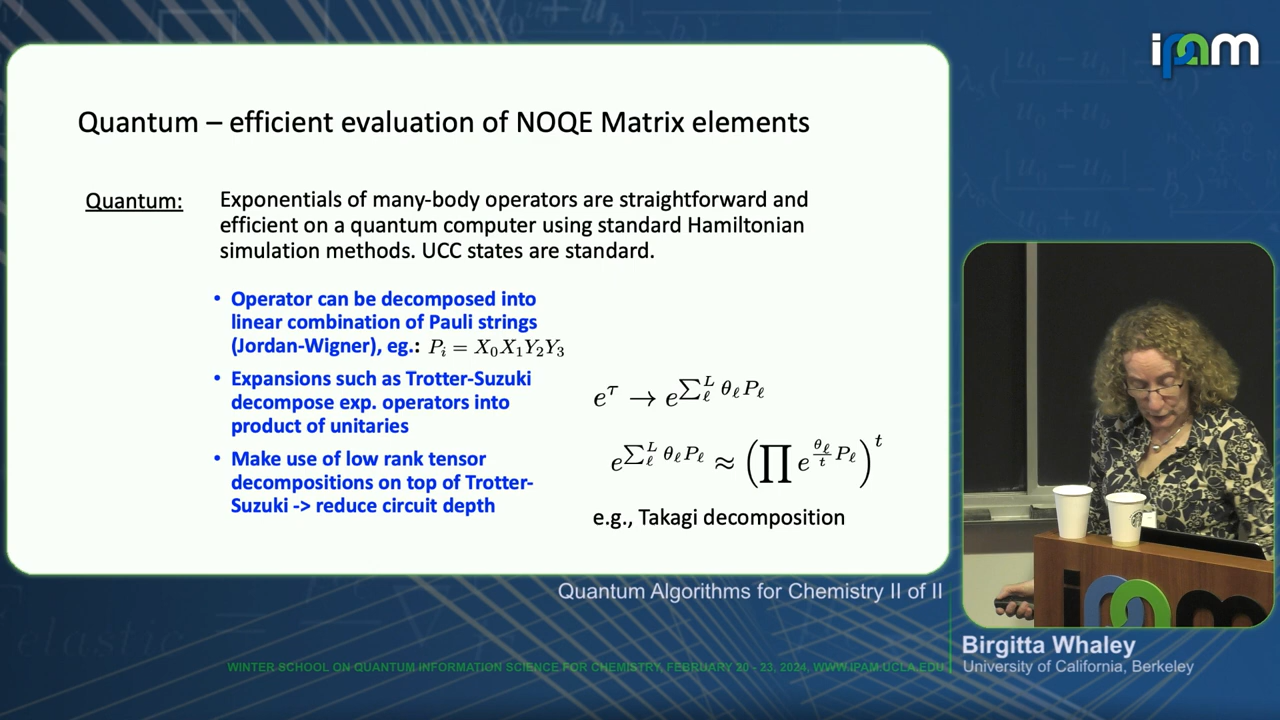 ipam
Quantum – efficient evaluation of NOQE Matrix elements
Quantum: Exponentials of many-body operators are straightforward and
efficient on a quantum computer using standard Hamiltonian
simulation methods. UCC states are standard.
• Operator can be decomposed into
linear combination of Pauli strings
(Jordan-Wigner), eg.: P_i = X_0X_1Y_2Y_3
• Expansions such as Trotter-Suzuki
decompose exp. operators into
product of unitaries
e^τ → e^{∑_ℓ^L θ_ℓ P_ℓ}
e^{∑_ℓ^L θ_ℓ P_ℓ} ≈ (∏ e^{\frac{θ_ℓ}{t} P_ℓ})^t
• Make use of low rank tensor
decompositions on top of Trotter-
Suzuki -> reduce circuit depth
e.g., Takagi decomposition
Quantum Algorithms for Chemistry II of II
Birgitta Whaley
University of California, Berkeley
WINTER SCHOOL ON QUANTUM INFORMATION SCIENCE FOR CHEMISTRY, FEBRUARY 20 - 23, 2024, WWW.IPAM.UCLA.EDU
elastic